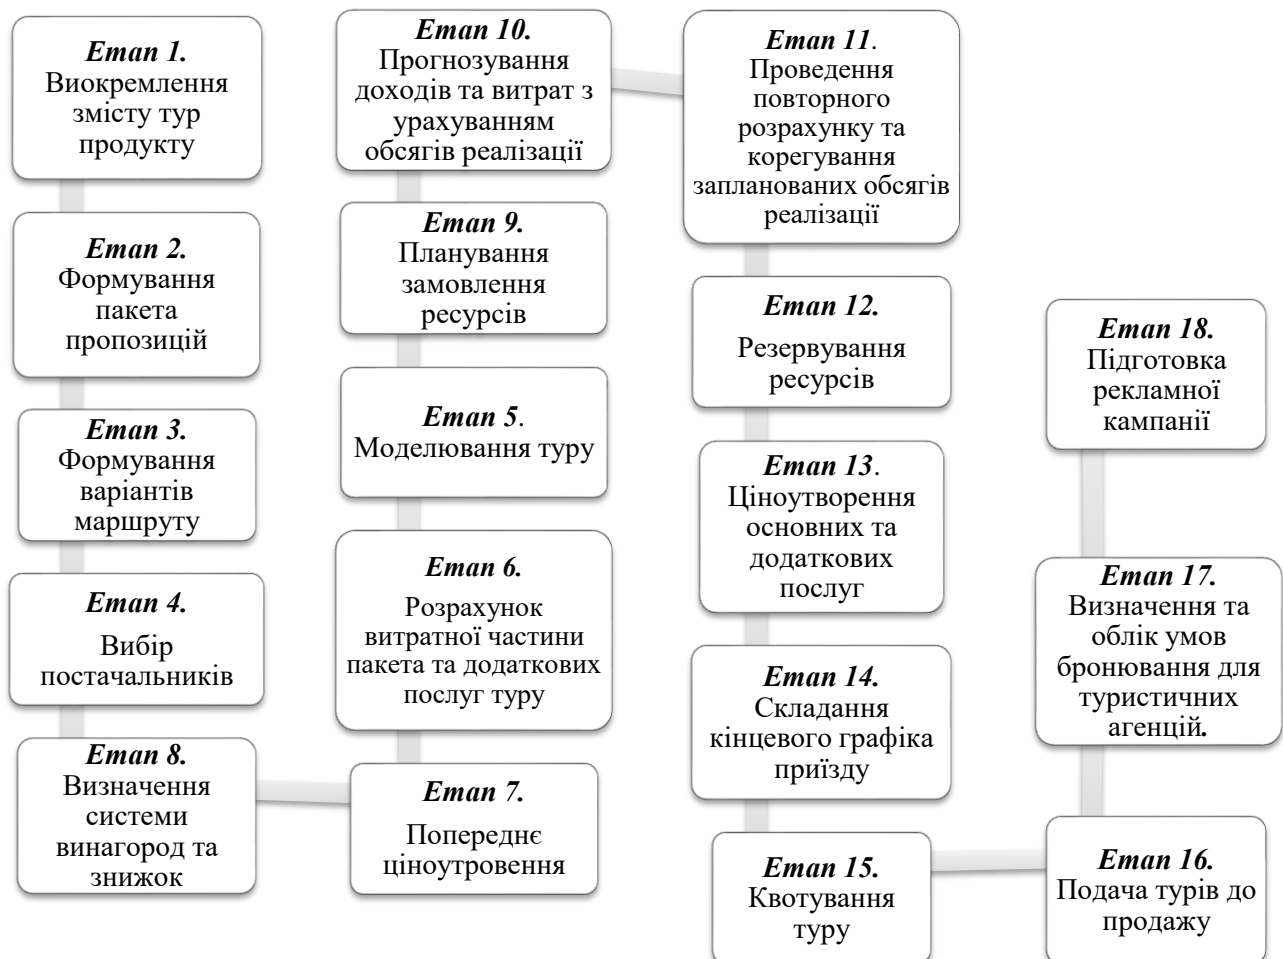 Етап 1.
Виокремлення
змісту тур
продукту
Етап 2.
Формування
пакета
пропозицій
Етап 3.
Формування
варіантів
маршруту
Етап 4.
Вибір
постачальників
Етап 8.
Визначення
системи
винагород та
знижок
Етап 7.
Попереднє
ціноутровення
Етап 6.
Розрахунок
витратної частини
пакета та додаткових
послуг туру
Етап 5.
Моделювання туру
Етап 9.
Планування
замовлення
ресурсів
Етап 10.
Прогнозування
доходів та витрат з
урахуванням
обсягів реалізації
Етап 11.
Проведення
повторного
розрахунку та
корегування
запланованих обсягів
реалізації
Етап 12.
Резервування
ресурсів
Етап 13.
Ціноутворення
основних та
додаткових
послуг
Етап 14.
Складання
кінцевого графіка
приїзду
Етап 15.
Квотування
туру
Етап 16.
Подача турів до
продажу
Етап 17.
Визначення та
облік умов
бронювання для
туристичних
агенцій.
Етап 18.
Підготовка
рекламної
кампанії